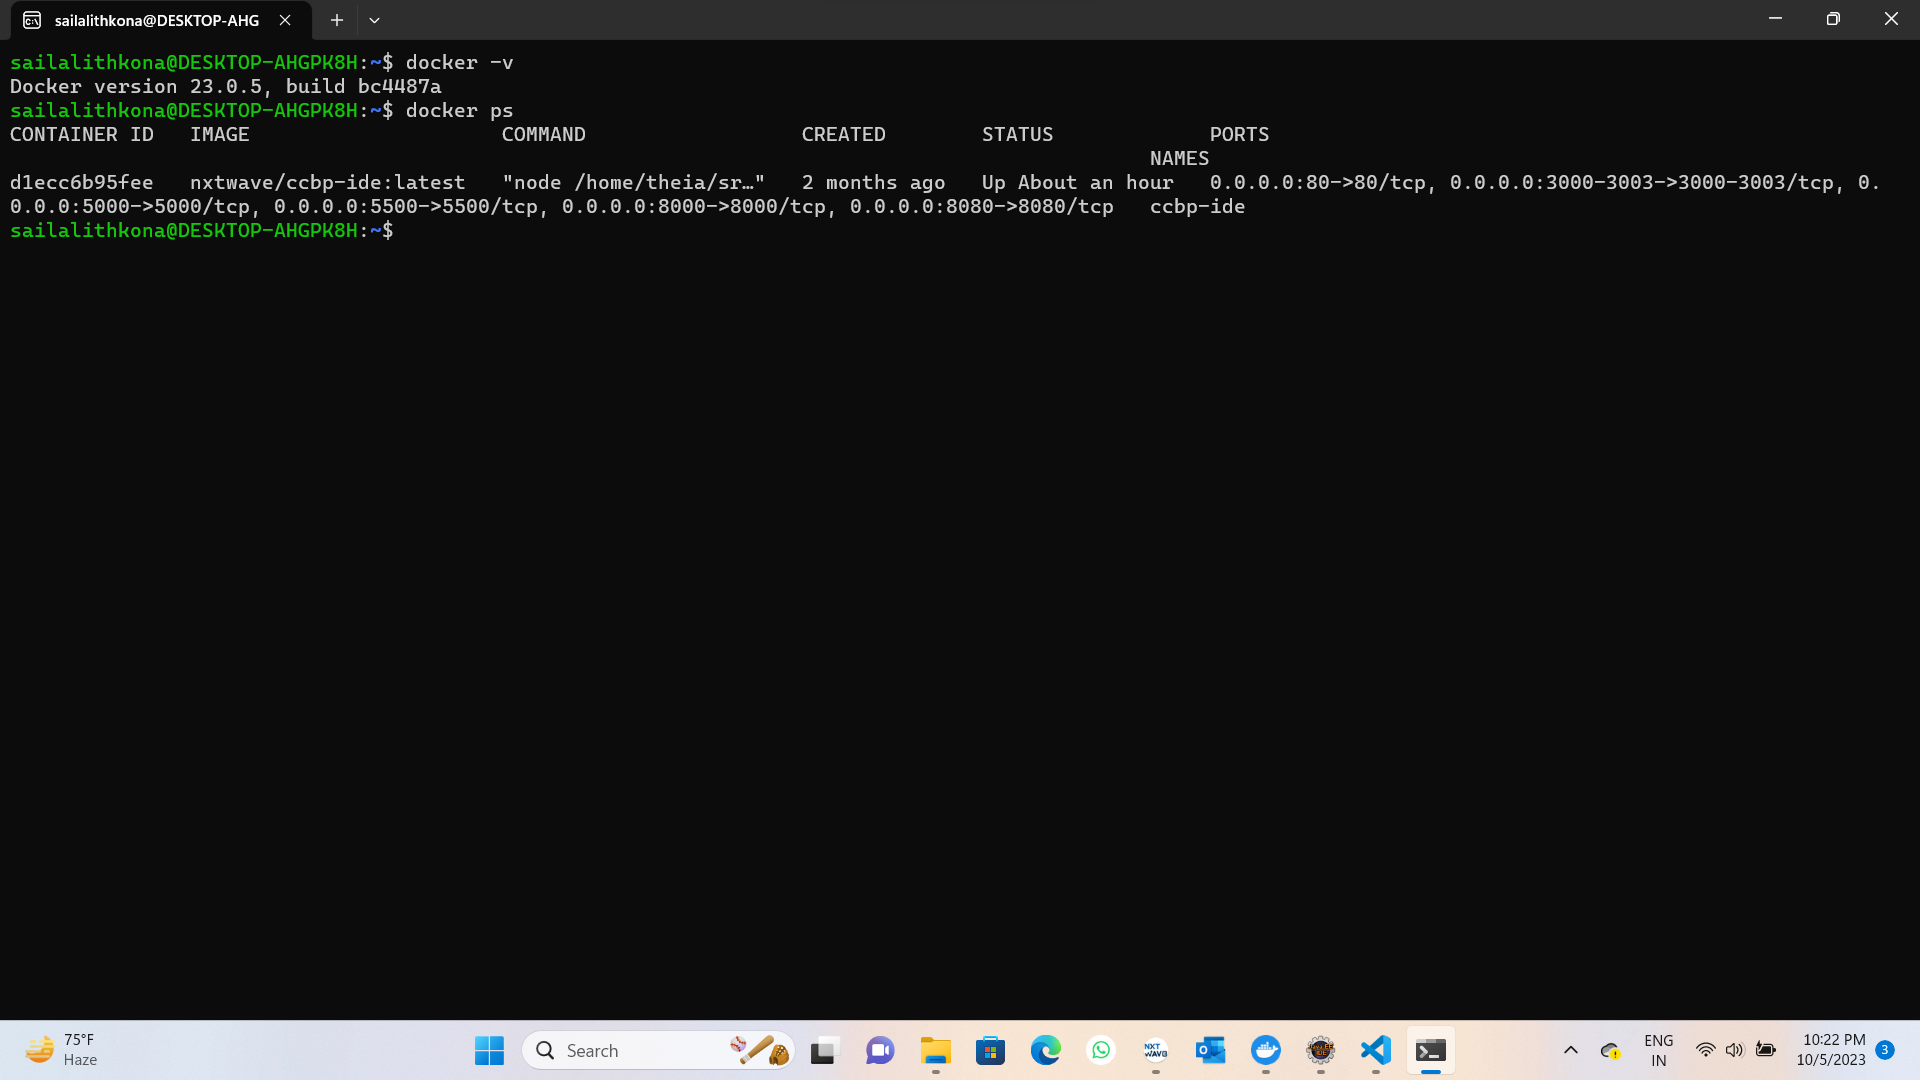 sailalithkona@DESKTOP-AHG
sailalithkona@DESKTOP-AHGPK8H:~$ docker -v
Docker version 23.0.5, build bc4487a
sailalithkona@DESKTOP-AHGPK8H:~$ docker ps
CONTAINER ID   IMAGE                     COMMAND                  CREATED        STATUS             PORTS
NAMES
d1ecc6b95fee   nxtwave/ccbp-ide:latest   "node /home/theia/sr…"   2 months ago   Up About an hour   0.0.0.0:80->80/tcp, 0.0.0.0:3000-3003->3000-3003/tcp, 0.
0.0.0:5000->5000/tcp, 0.0.0.0:5500->5500/tcp, 0.0.0.0:8000->8000/tcp, 0.0.0.0:8080->8080/tcp   ccbp-ide
sailalithkona@DESKTOP-AHGPK8H:~$
75°F
Haze
Search
NXT
WAVE
ENG
IN
10:22 PM
10/5/2023
3